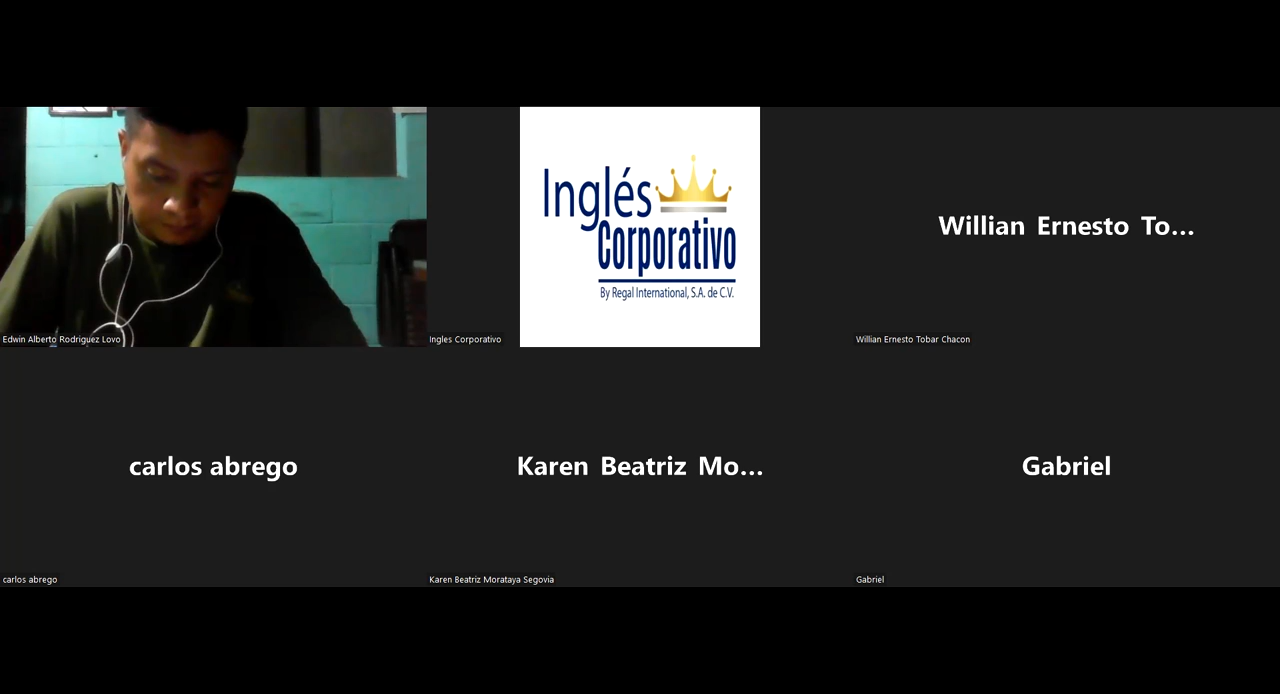 Inglés
Corporativo
By Regal International, S.A. de C.V.
Willian Ernesto To...
Edwin Alberto Rodriguez Lovo
Ingles Corporativo
Willian Ernesto Tobar Chacon
carlos abrego
Karen Beatriz Mo...
Gabriel
carlos abrego
Karen Beatriz Morataya Segovia
Gabriel